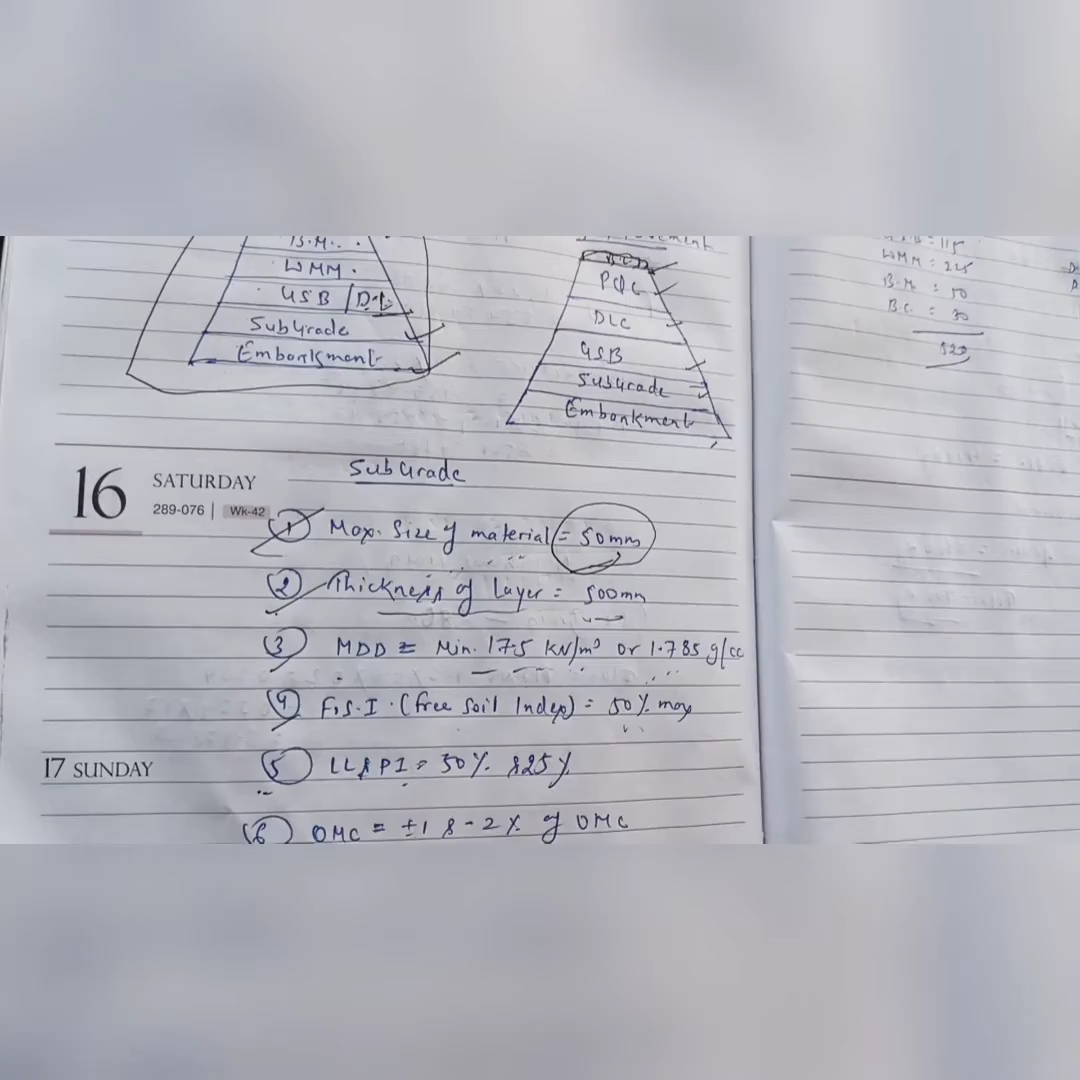 B.M.
WMM.
GSB
SubGrade
Embankment
PQC
DLC
GSB
SubGrade
Embankment
WMM = 225
B.M. = 50
B.C. = 30
520
16 SATURDAY
289-076 | Wk-42
SubGrade
1 Max. Size of material = 50mm
2 Thickness of Layer = 500mm
3 MDD = Min. 17.5 KN/m³ or 1.785 g/cc
4 F.S.I. (free Soil Index) = 50% max
17 SUNDAY
5 LL & PI = 50% & 25%
6 OMC = ±1 & -2% of OMC